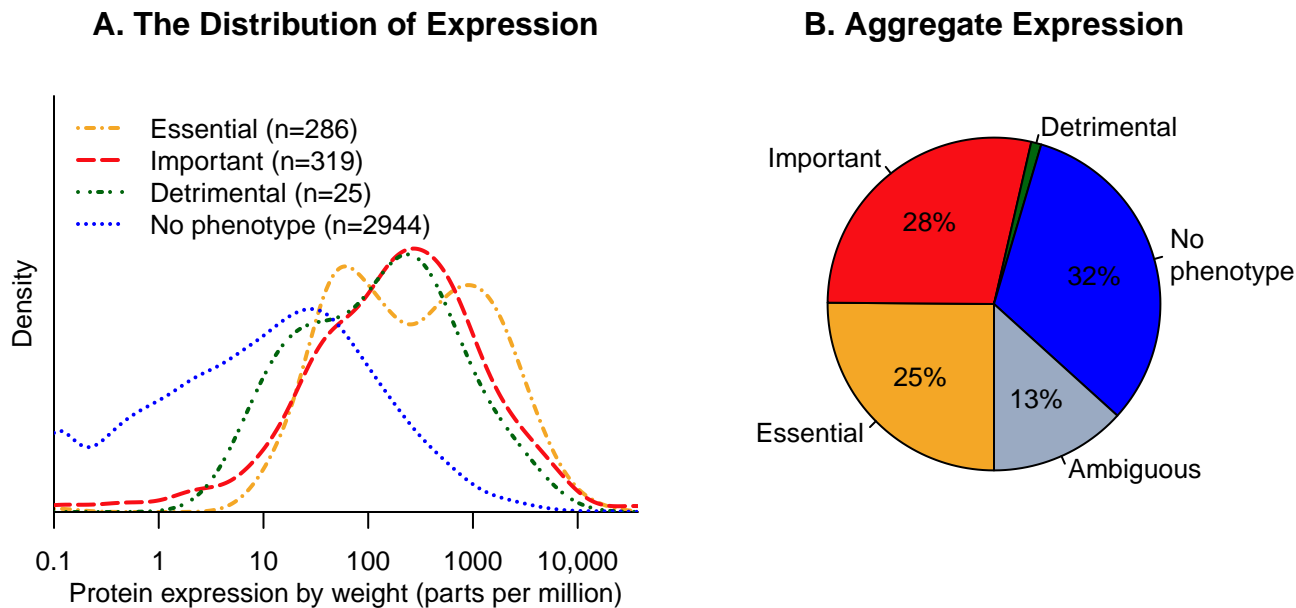 A. The Distribution of Expression
Essential (n=286)
Important (n=319)
Detrimental (n=25)
No phenotype (n=2944)
Density
0.1
1
10
100
1000
10,000
Protein expression by weight (parts per million)
B. Aggregate Expression
Detrimental
Important
28%
No
phenotype
32%
25%
13%
Essential
Ambiguous